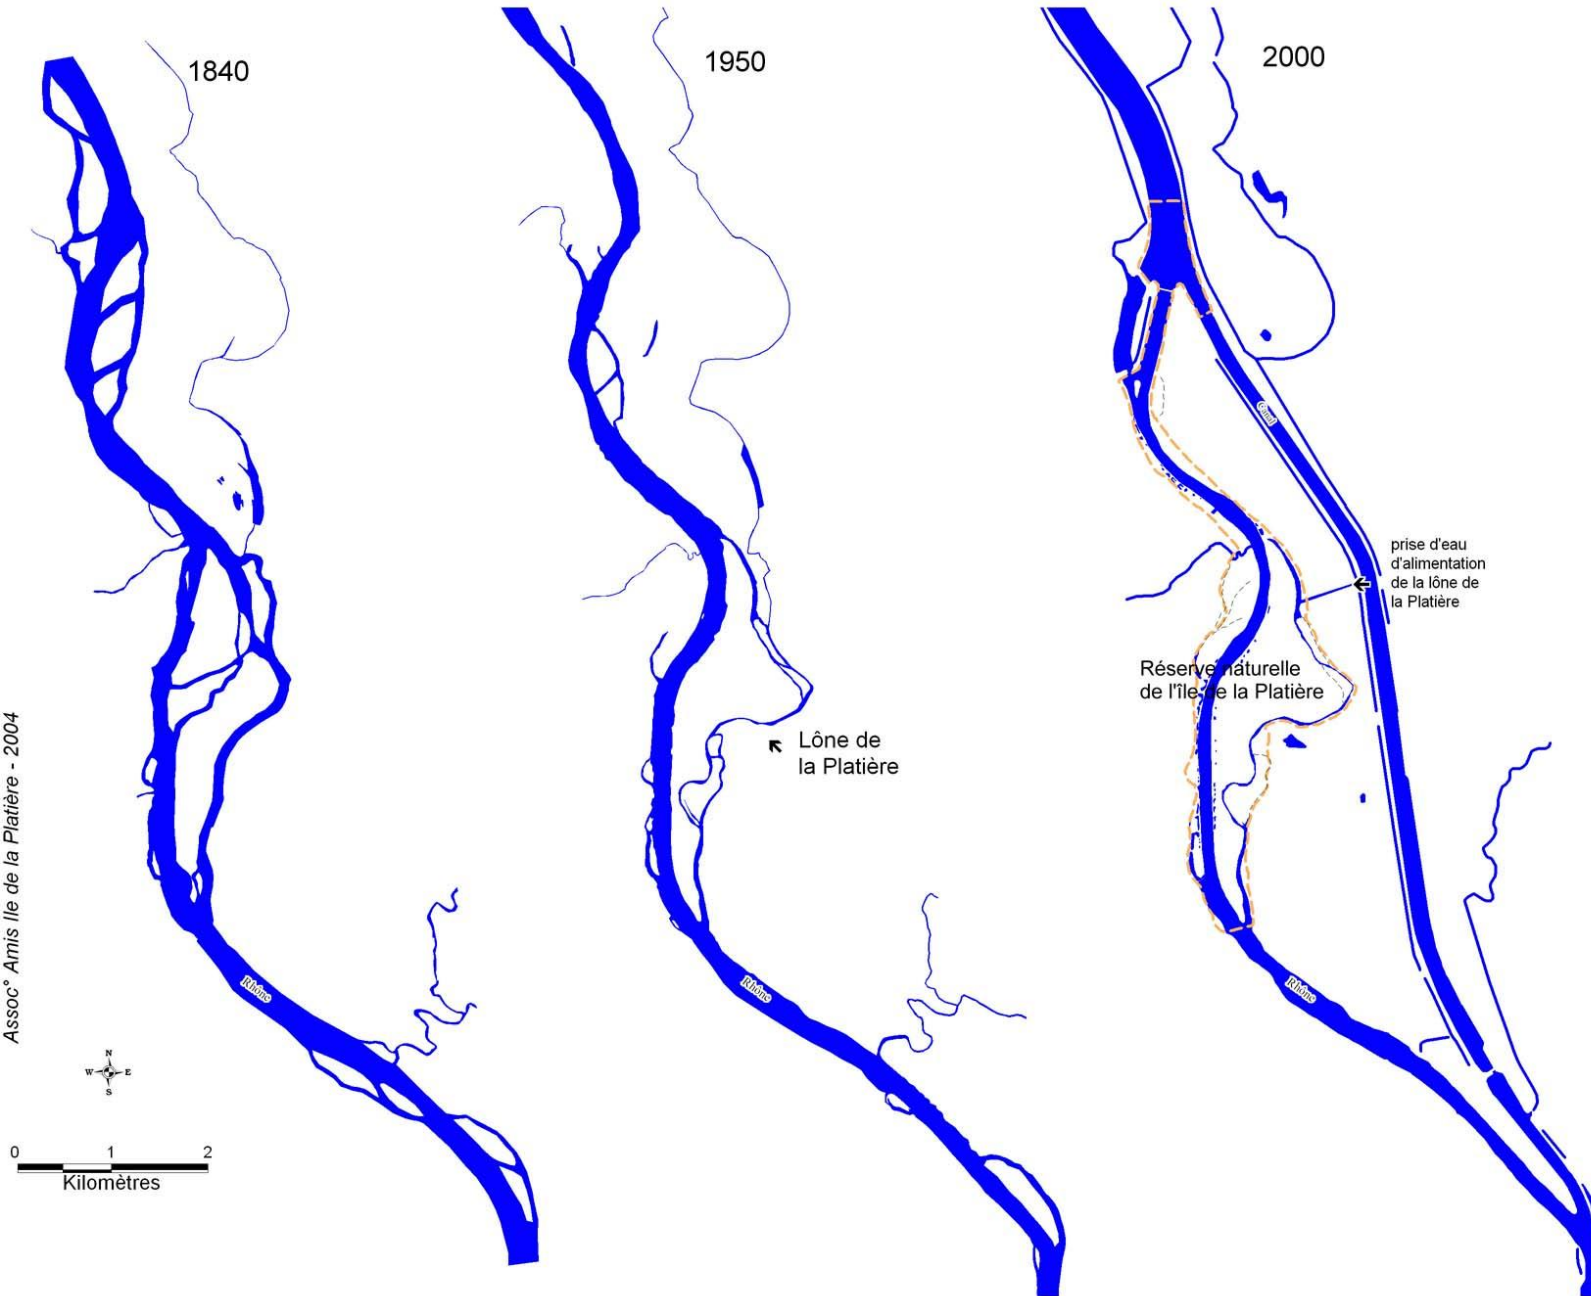 1840
1950
2000
Canal
prise d'eau
d'alimentation
de la lône de
la Platière
Réserve naturelle
de l'île de la Platière
Lône de
la Platière
Rhône
Rhône
Rhône
Assoc° Amis Ile de la Platière - 2004
N
W E
S
0 1 2
Kilomètres